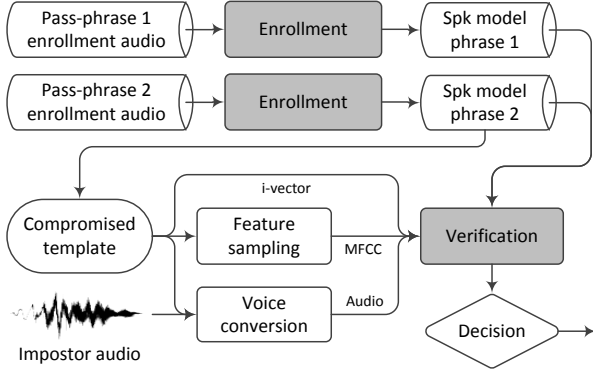 Pass-phrase 1
enrollment audio
Enrollment
Spk model
phrase 1
Pass-phrase 2
enrollment audio
Enrollment
Spk model
phrase 2
i-vector
Compromised
template
Feature
sampling
MFCC
Verification
Voice
conversion
Audio
Decision
Impostor audio